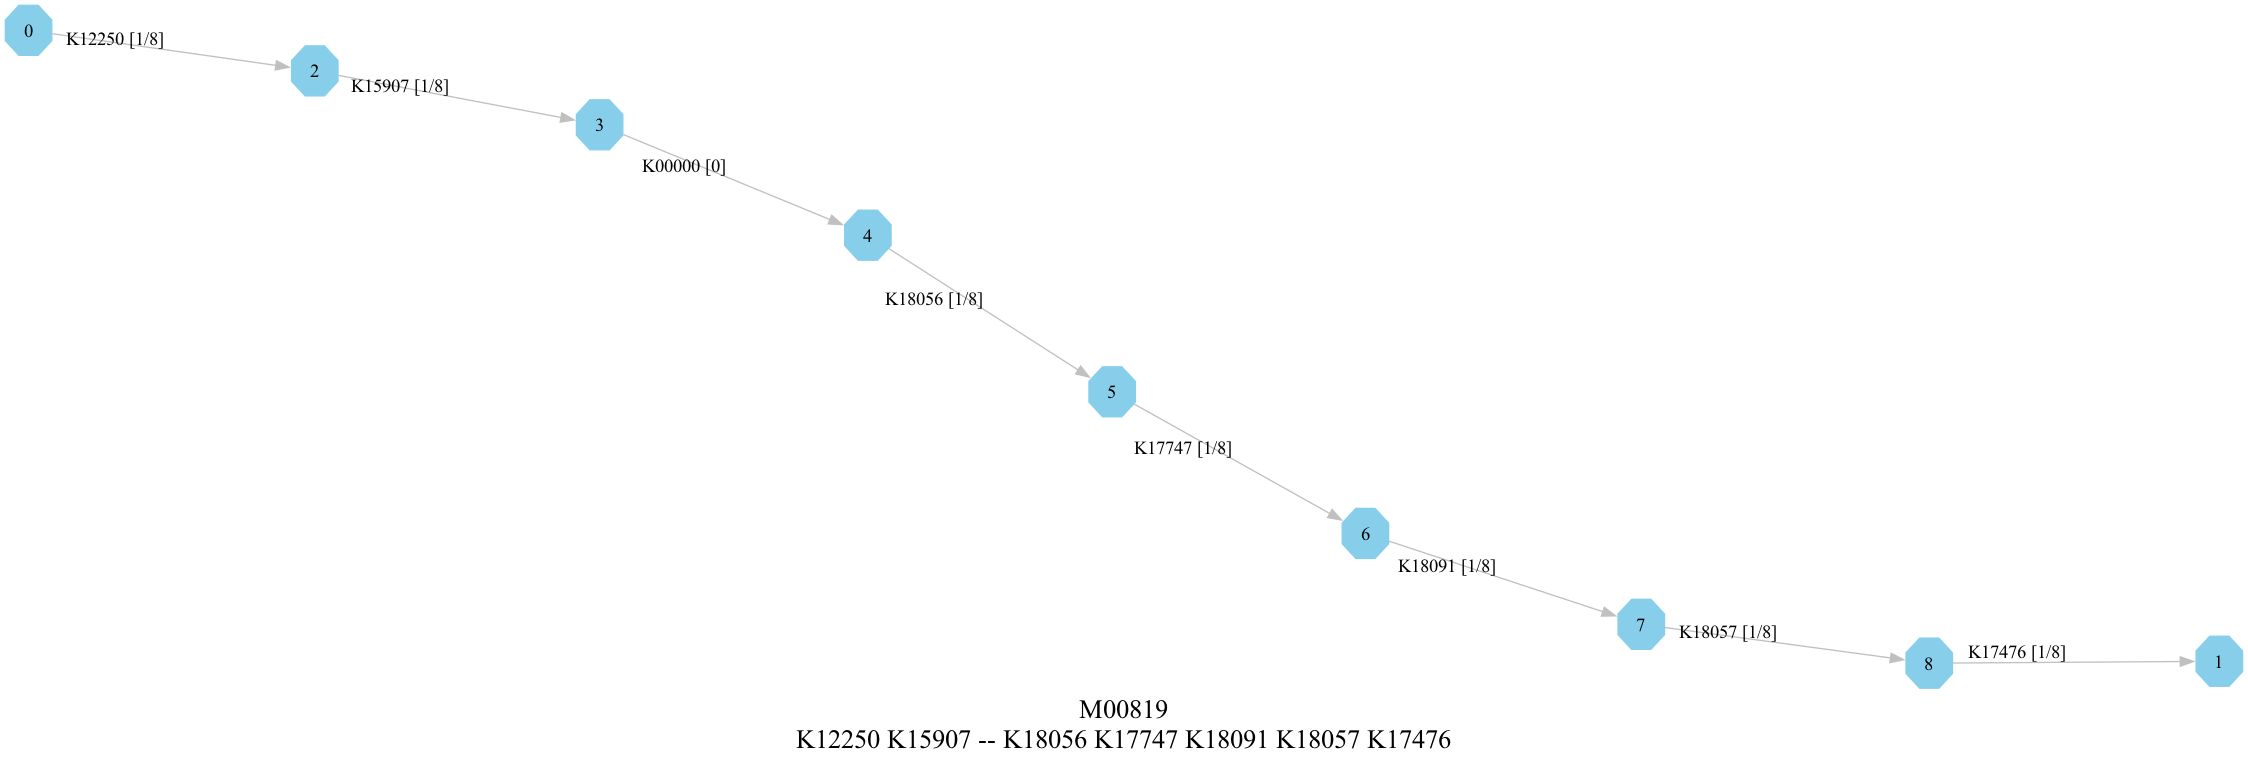 0
K12250 [1/8]
2
K15907 [1/8]
3
K00000 [0]
4
K18056 [1/8]
5
K17747 [1/8]
6
K18091 [1/8]
7
K18057 [1/8]
8
K17476 [1/8]
1
M00819
K12250 K15907 -- K18056 K17747 K18091 K18057 K17476